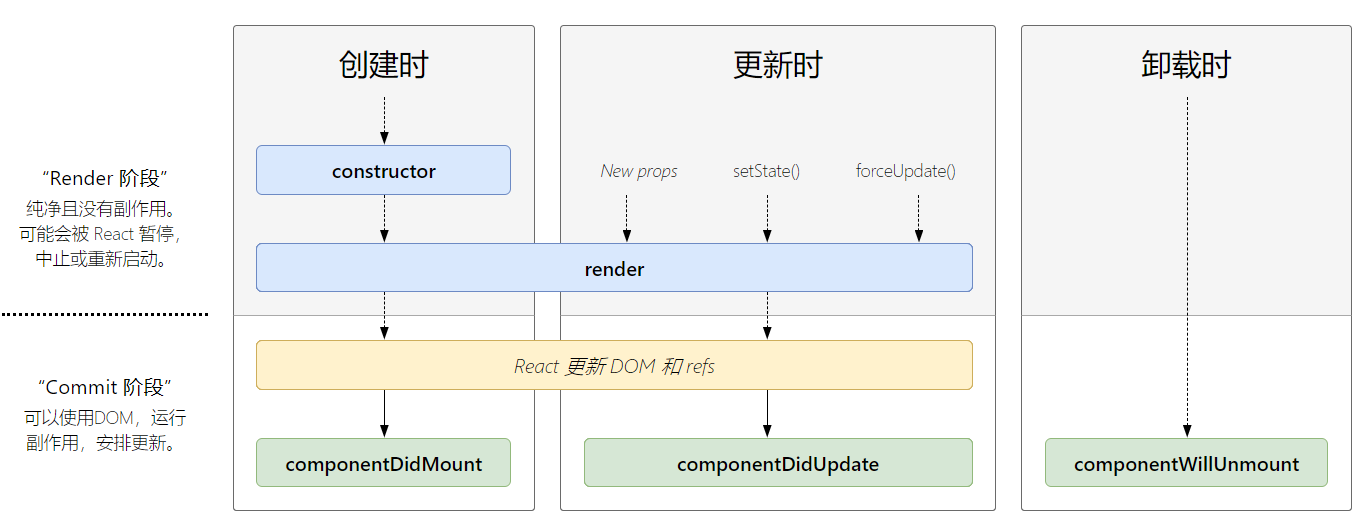 创建时
更新时
卸载时
“Render 阶段”
纯净且没有副作用。
可能会被 React 暂停，
中止或重新启动。
constructor
New props
setState()
forceUpdate()
render
React 更新 DOM 和 refs
“Commit 阶段”
可以使用DOM，运行
副作用，安排更新。
componentDidMount
componentDidUpdate
componentWillUnmount